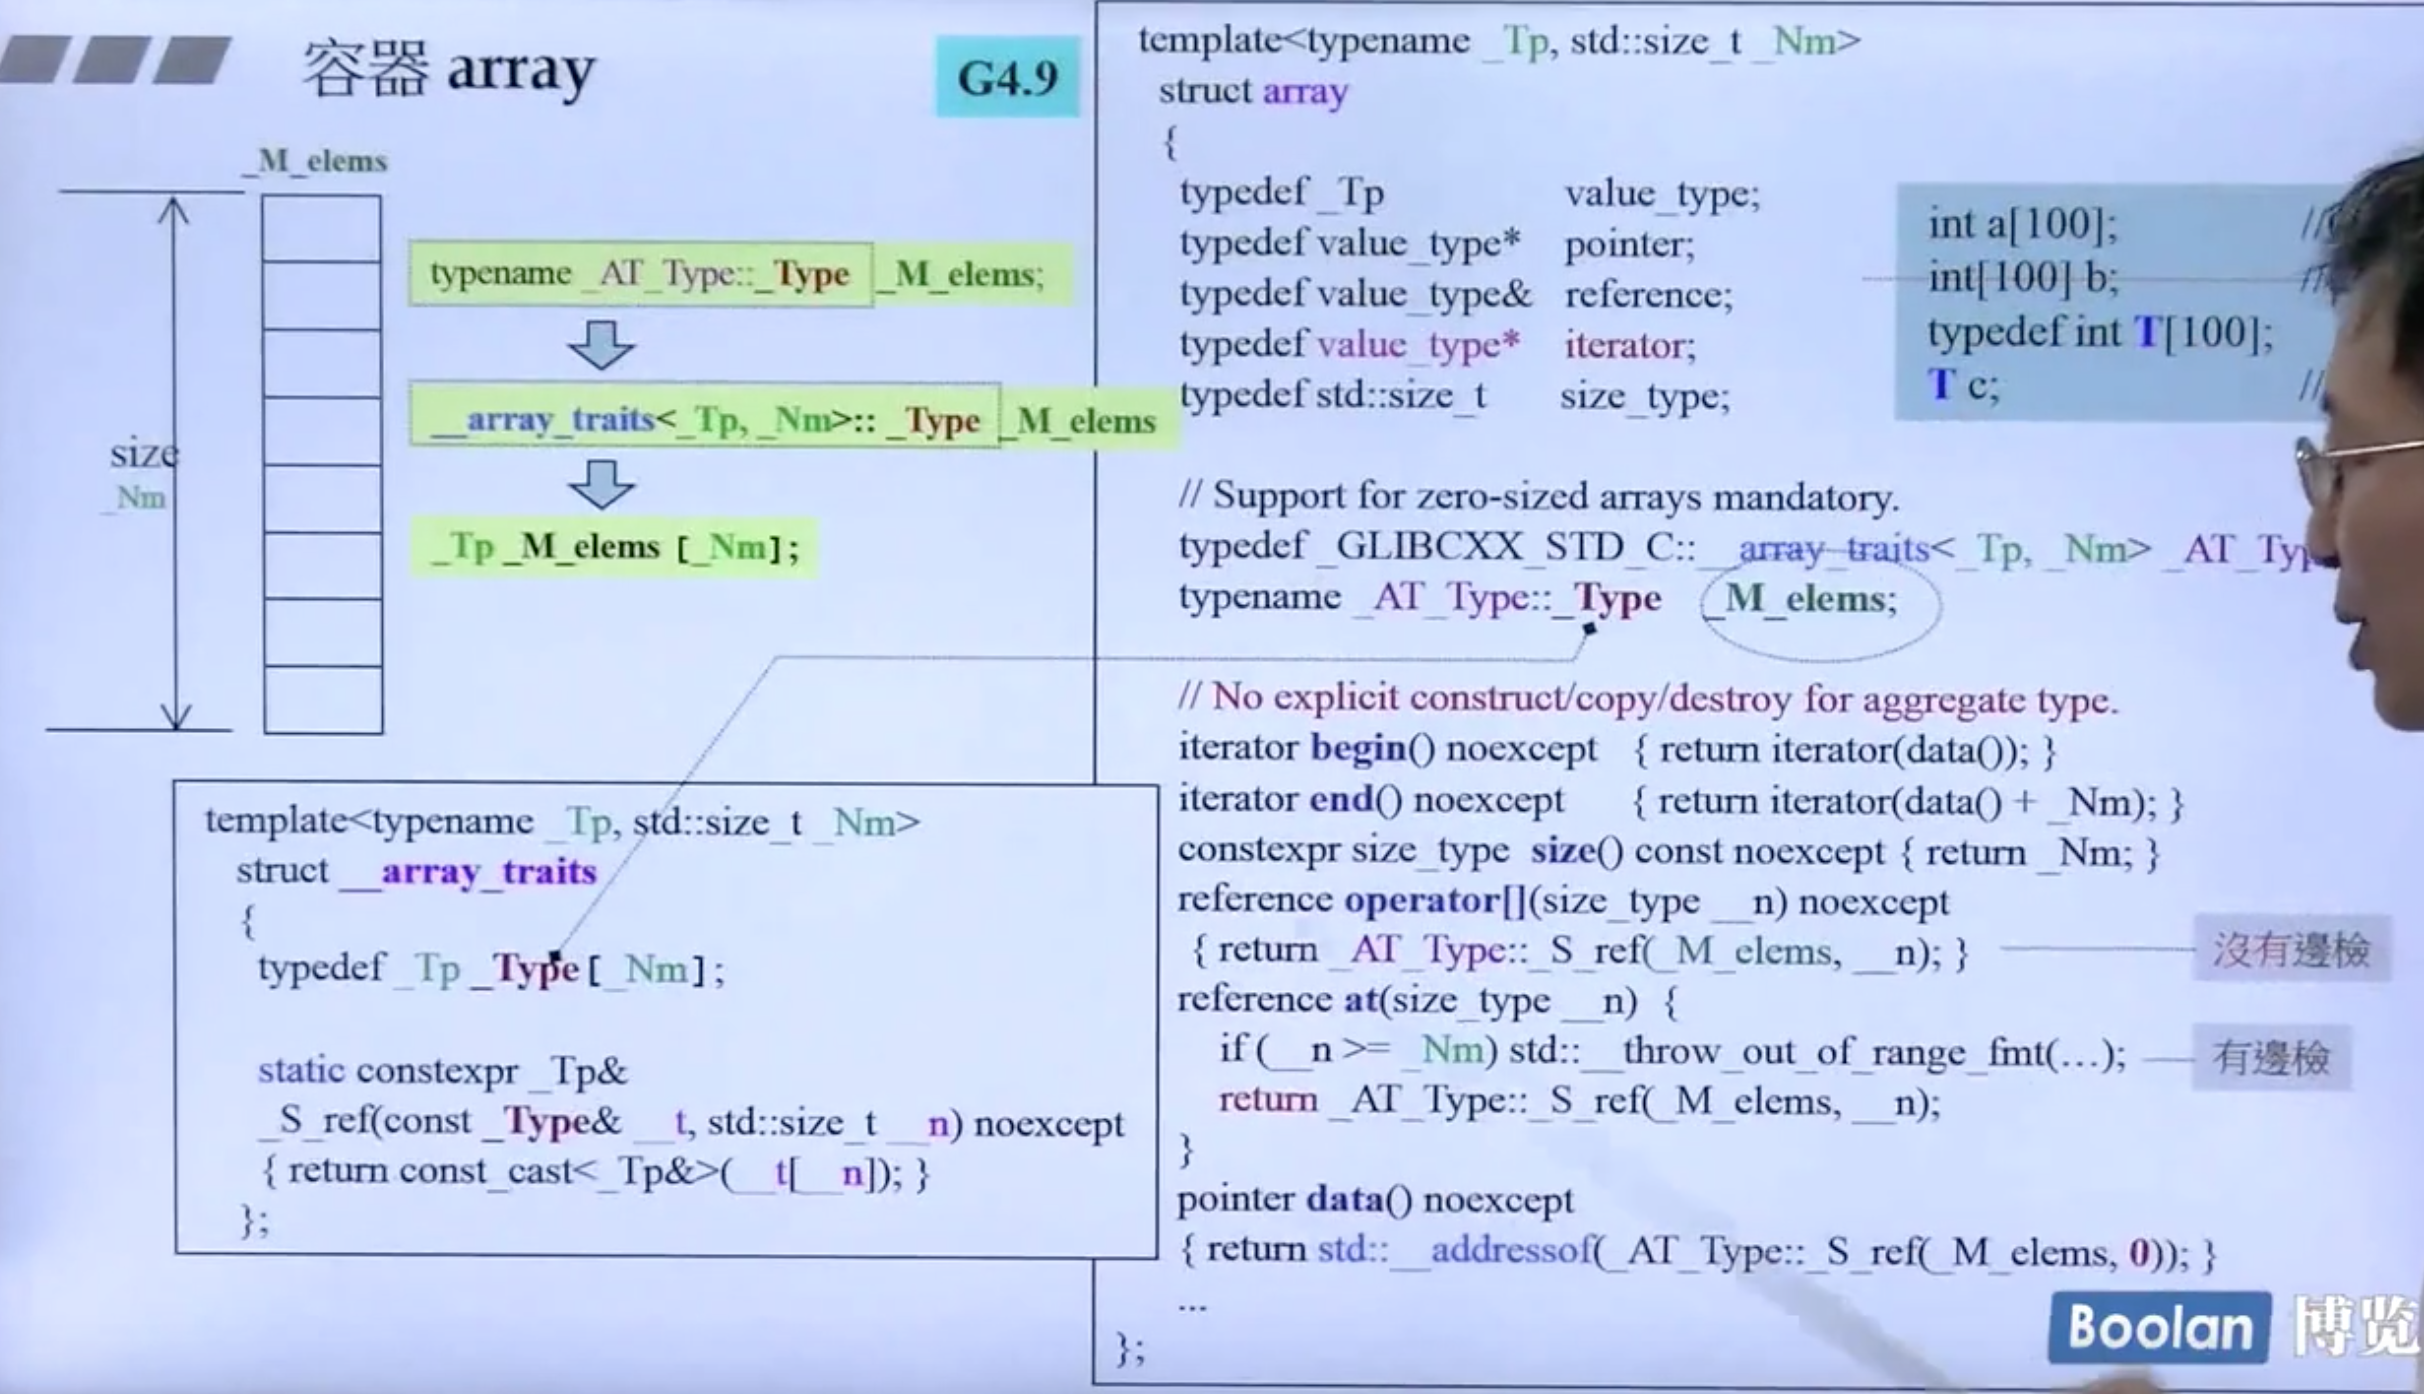 容器 array
G4.9
_M_elems
size
_Nm
typename _AT_Type::_Type _M_elems;
__array_traits<_Tp, _Nm>:: _Type _M_elems
_Tp _M_elems [_Nm];
template<typename _Tp, std::size_t _Nm>
struct __array_traits
{
typedef _Tp _Type[_Nm];
static constexpr _Tp&
_S_ref(const _Type& __t, std::size_t __n) noexcept
{ return const_cast<_Tp&>(__t[__n]); }
};
template<typename _Tp, std::size_t _Nm>
struct array
{
typedef _Tp value_type;
typedef value_type* pointer;
typedef value_type& reference;
typedef value_type* iterator;
typedef std::size_t size_type;
int a[100]; //
int[100] b; //
typedef int T[100];
T c; //
// Support for zero-sized arrays mandatory.
typedef _GLIBCXX_STD_C::__array_traits<_Tp, _Nm>
typename _AT_Type::_Type _M_elems;
// No explicit construct/copy/destroy for aggregate type.
iterator begin() noexcept { return iterator(data()); }
iterator end() noexcept { return iterator(data() + _Nm); }
constexpr size_type size() const noexcept { return _Nm; }
reference operator[](size_type __n) noexcept
{ return _AT_Type::_S_ref(_M_elems, __n); }
沒有邊檢
reference at(size_type __n) {
if (__n >= _Nm) std::__throw_out_of_range_fmt(...);
有邊檢
return _AT_Type::_S_ref(_M_elems, __n);
}
pointer data() noexcept
{ return std::__addressof(_AT_Type::_S_ref(_M_elems, 0)); }
...
};
Boolan 博览